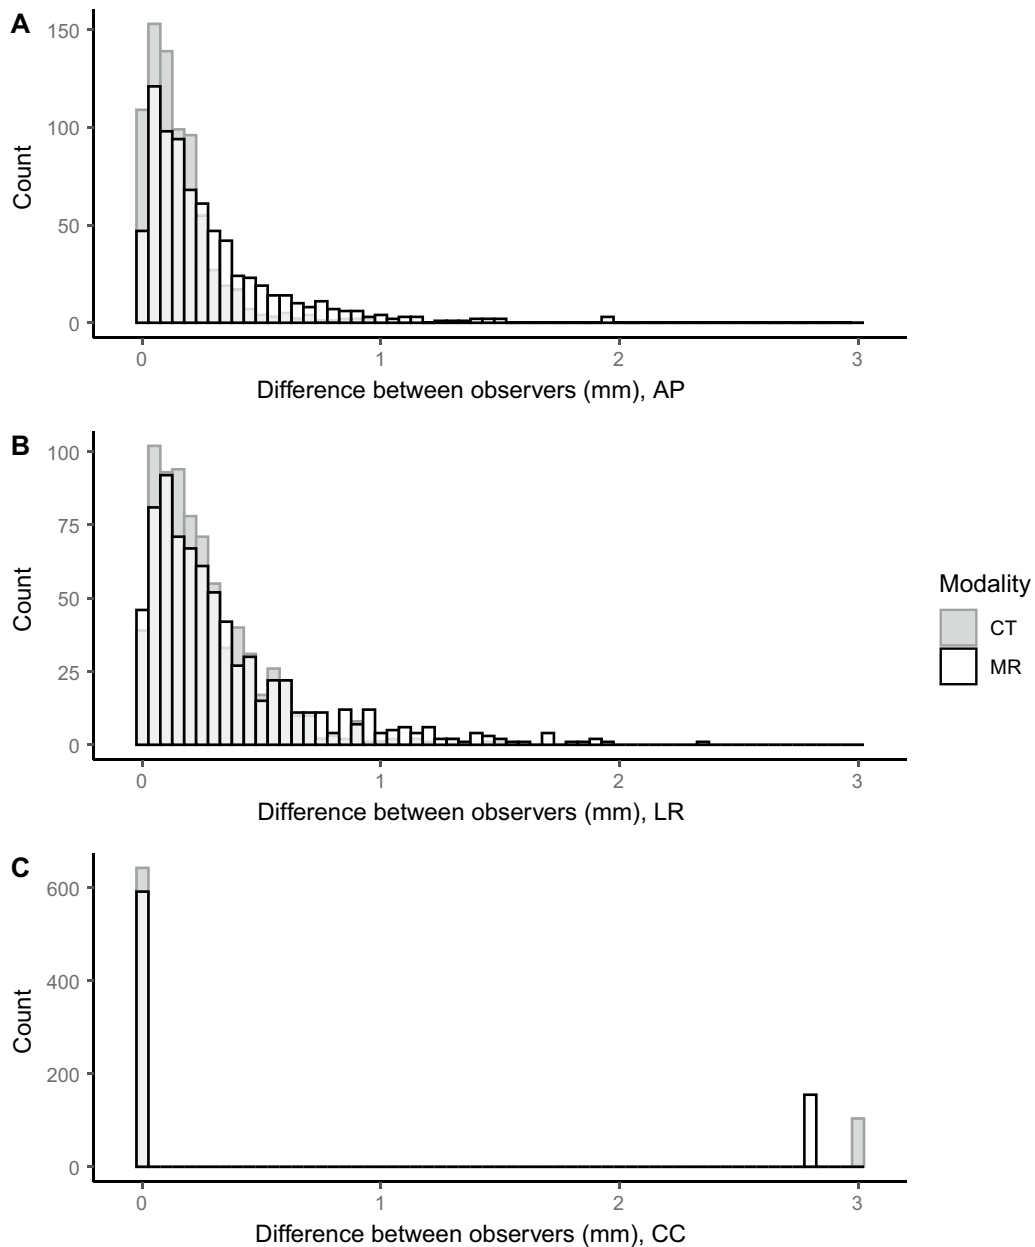 A
150
100
50
0
Count
0 1 2 3
Difference between observers (mm), AP
B
100
75
50
25
0
Count
0 1 2 3
Difference between observers (mm), LR
Modality
CT
MR
C
600
400
200
0
Count
0 1 2 3
Difference between observers (mm), CC